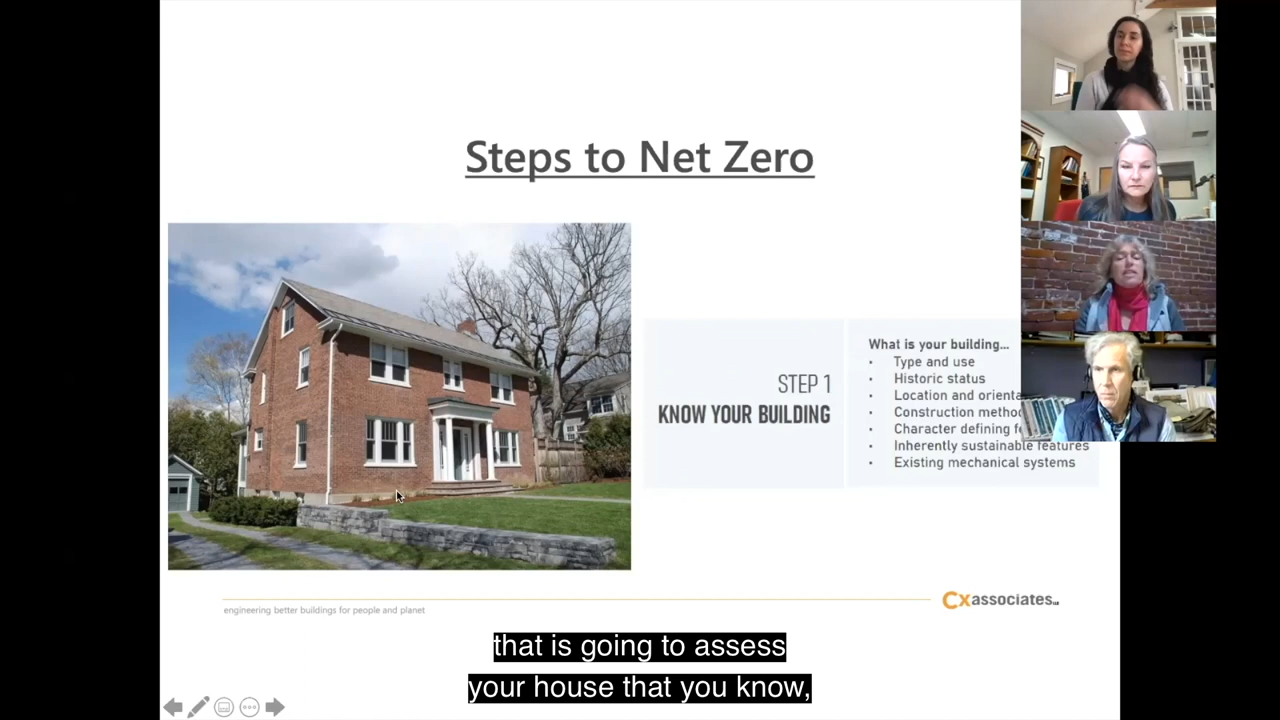 Steps to Net Zero
STEP 1
KNOW YOUR BUILDING
What is your building...
• Type and use
• Historic status
• Location and
• Construction
• Character defining
• Inherently sustainable features
• Existing mechanical systems
engineering better buildings for people and planet
Cxassociates
that is going to assess
your house that you know,